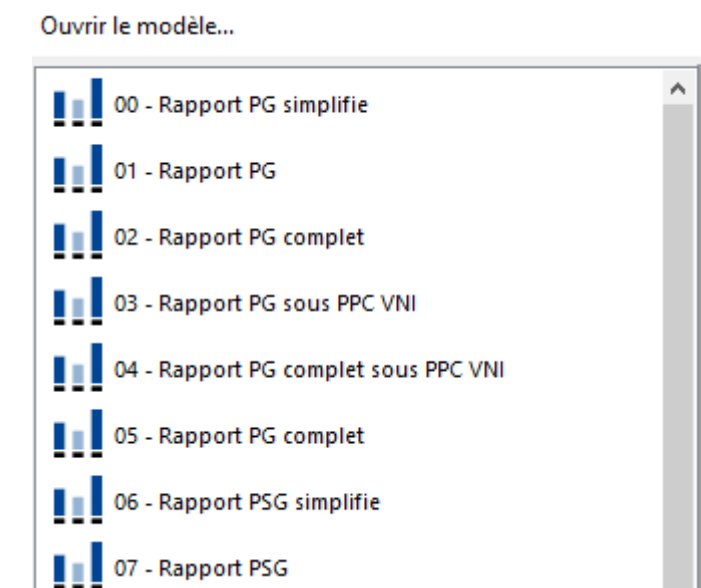 Ouvrir le modèle...
00 - Rapport PG simplifie
01 - Rapport PG
02 - Rapport PG complet
03 - Rapport PG sous PPC VNI
04 - Rapport PG complet sous PPC VNI
05 - Rapport PG complet
06 - Rapport PSG simplifie
07 - Rapport PSG